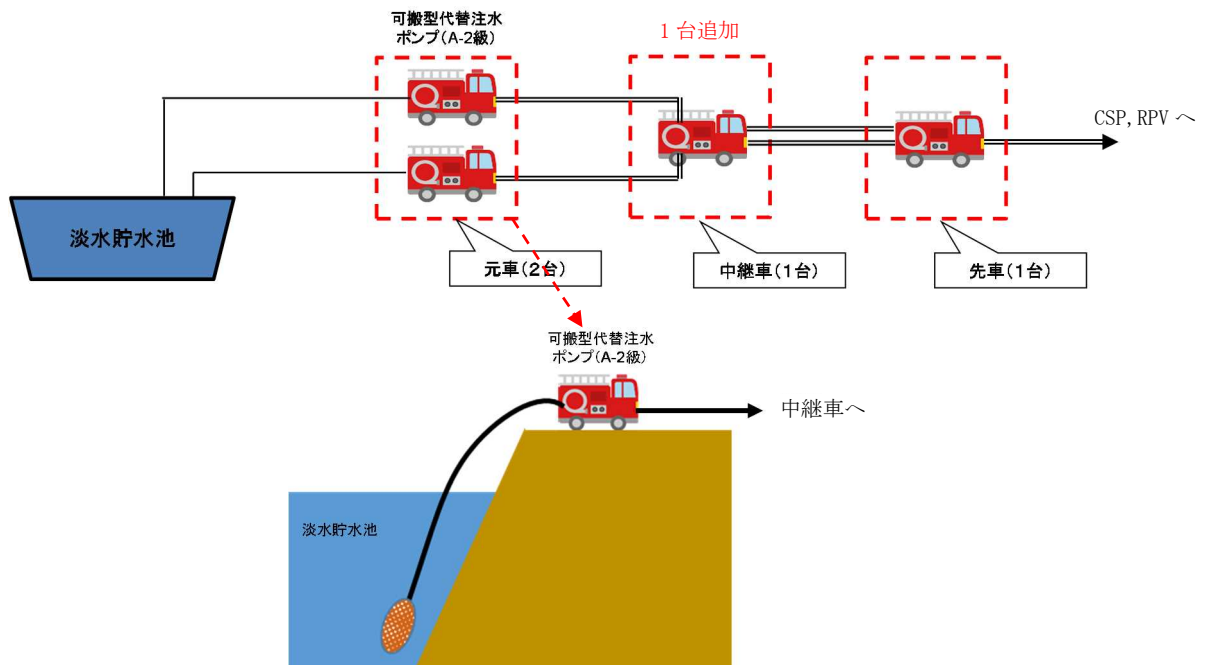 可搬型代替注水
ポンプ(A-2級)
1台追加
CSP, RPV へ
淡水貯水池
元車(2台)
中継車(1台)
先車(1台)
可搬型代替注水
ポンプ(A-2級)
中継車へ
淡水貯水池